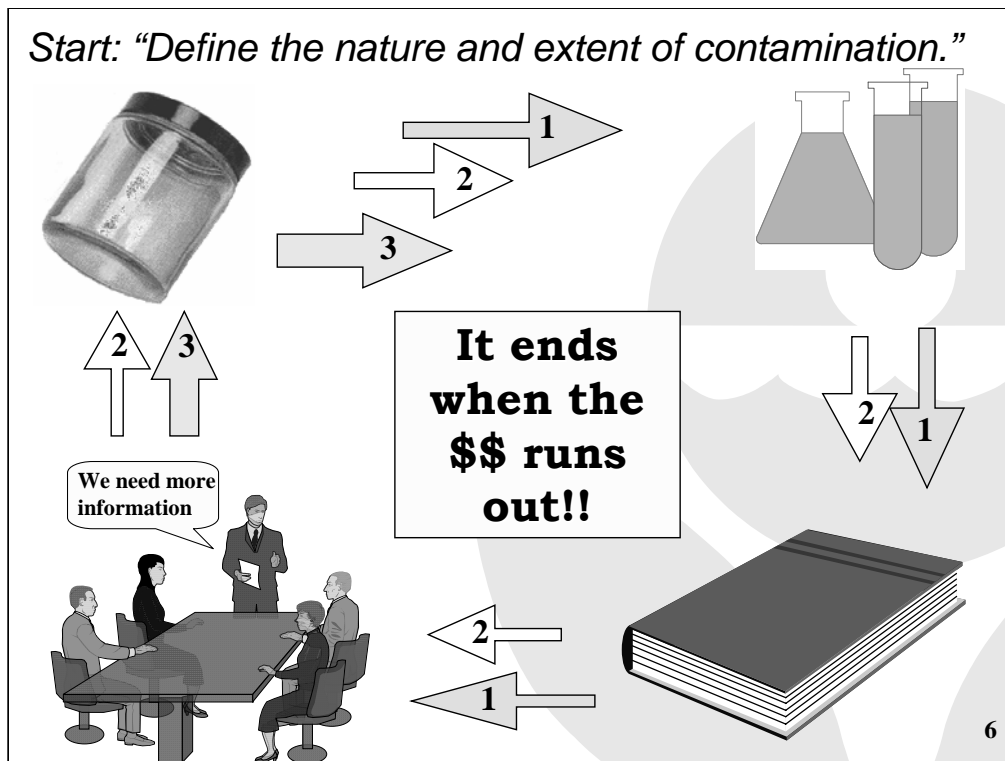 Start: “Define the nature and extent of contamination.”
1
2
3
2
3
It ends
when the
$$ runs
out!!
2
1
We need more
information
2
1
6